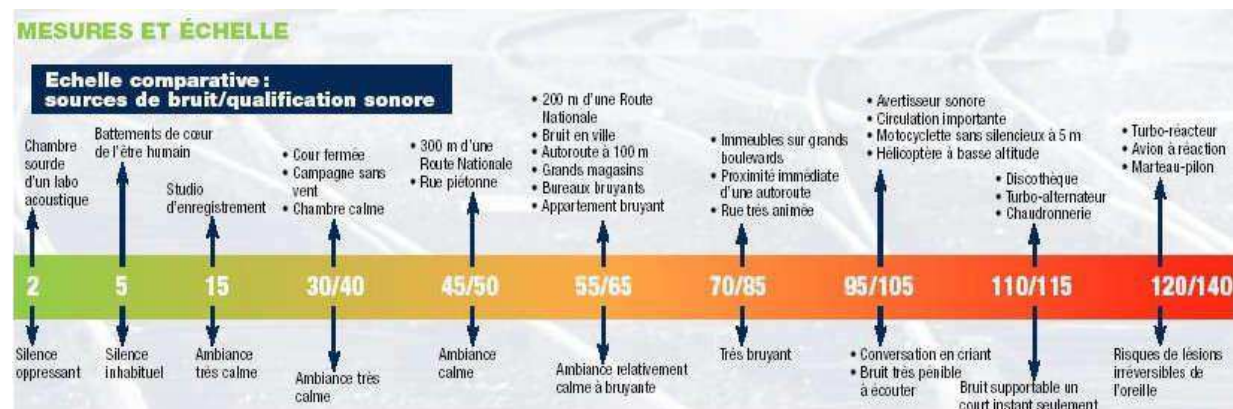 MESURES ET ÉCHELLE
Echelle comparative :
sources de bruit/qualification sonore
Chambre
sourde
d'un labo
acoustique
Battements de cœur
de l'être humain
Studio
d'enregistrement
• Cour fermée
• Campagne sans
vent
• Chambre calme
• 300 m d'une
Route Nationale
• Rue piétonne
• 200 m d'une Route
Nationale
• Bruit en ville
• Autoroute à 100 m
• Grands magasins
• Bureaux bruyants
• Appartement bruyant
• Immeubles sur grands
boulevards
• Proximité immédiate
d'une autoroute
• Rue très animée
• Avertisseur sonore
• Circulation importante
• Motocyclette sans silencieux à 5 m
• Hélicoptère à basse altitude
• Discothèque
• Turbo-alternateur
• Chaudronnerie
• Turbo-réacteur
• Avion à réaction
• Marteau-pilon
2 5 15 30/40 45/50 55/65 70/85 95/105 110/115 120/140
Silence
oppressant
Silence
inhabituel
Ambiance
très calme
Ambiance très
calme
Ambiance
calme
Ambiance relativement
calme à bruyante
Très bruyant
• Conversation en criant
• Bruit très pénible
à écouter
Bruit supportable un
court instant seulement
Risques de lésions
irréversibles de
l'oreille